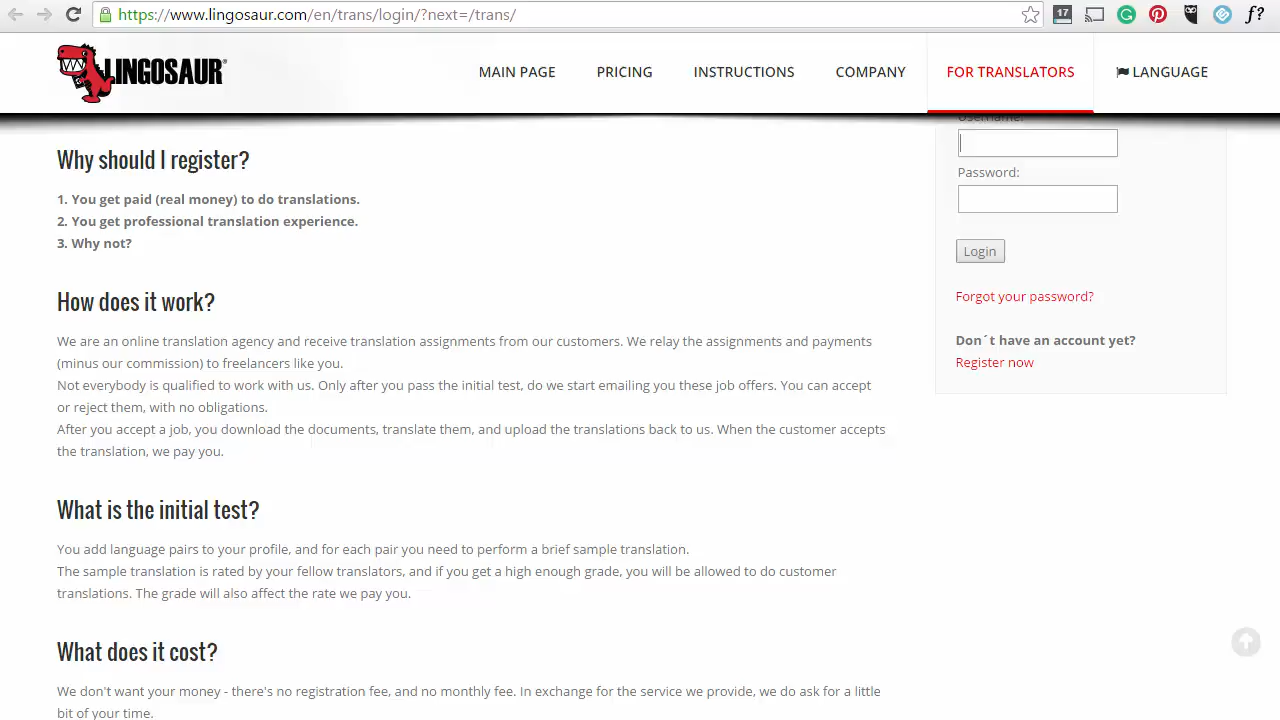 https://www.lingosaur.com/en/trans/login/?next=/trans/
17
f?
LINGOSAUR®
MAIN PAGE
PRICING
INSTRUCTIONS
COMPANY
FOR TRANSLATORS
LANGUAGE
Why should I register?
1. You get paid (real money) to do translations.
2. You get professional translation experience.
3. Why not?
How does it work?
We are an online translation agency and receive translation assignments from our customers. We relay the assignments and payments
(minus our commission) to freelancers like you.
Not everybody is qualified to work with us. Only after you pass the initial test, do we start emailing you these job offers. You can accept
or reject them, with no obligations.
After you accept a job, you download the documents, translate them, and upload the translations back to us. When the customer accepts
the translation, we pay you.
What is the initial test?
You add language pairs to your profile, and for each pair you need to perform a brief sample translation.
The sample translation is rated by your fellow translators, and if you get a high enough grade, you will be allowed to do customer
translations. The grade will also affect the rate we pay you.
What does it cost?
We don't want your money - there's no registration fee, and no monthly fee. In exchange for the service we provide, we do ask for a little
bit of your time.
Username:
Password:
Login
Forgot your password?
Don´t have an account yet?
Register now